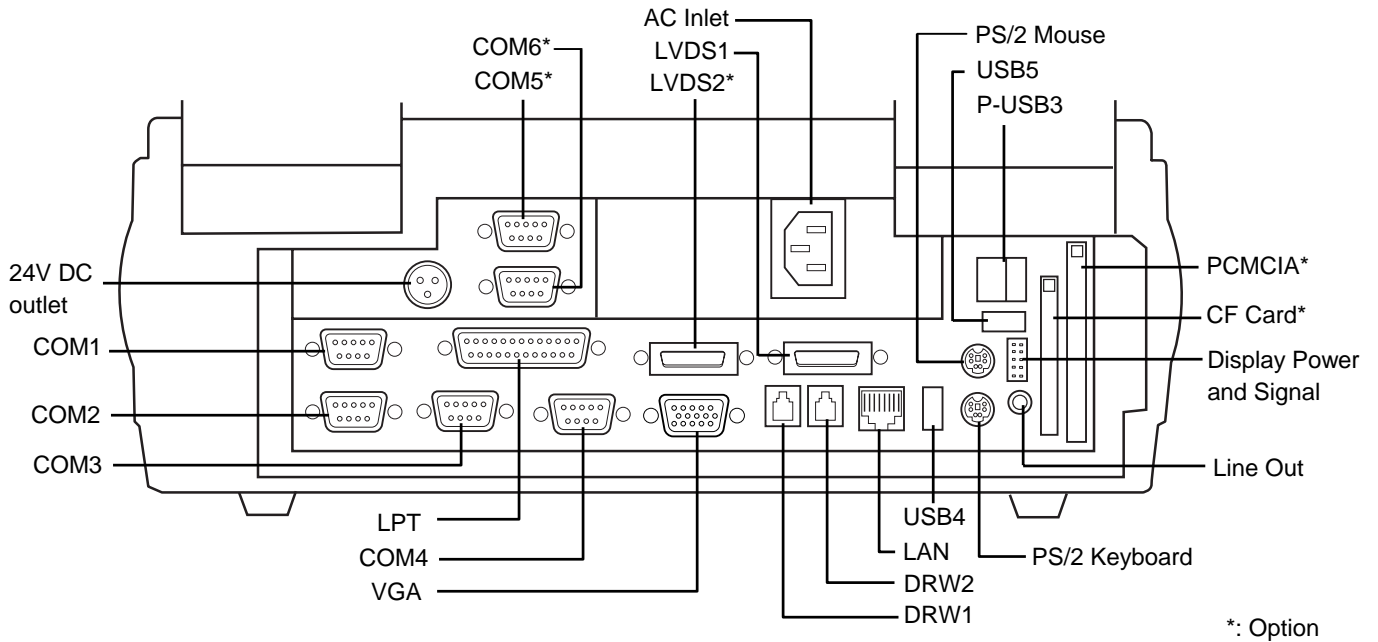 AC Inlet
LVDS1
LVDS2*
COM6*
COM5*
PS/2 Mouse
USB5
P-USB3
24V DC
outlet
COM1
COM2
COM3
PCMCIA*
CF Card*
Display Power
and Signal
Line Out
LPT
COM4
VGA
USB4
LAN
DRW2
DRW1
PS/2 Keyboard
*: Option